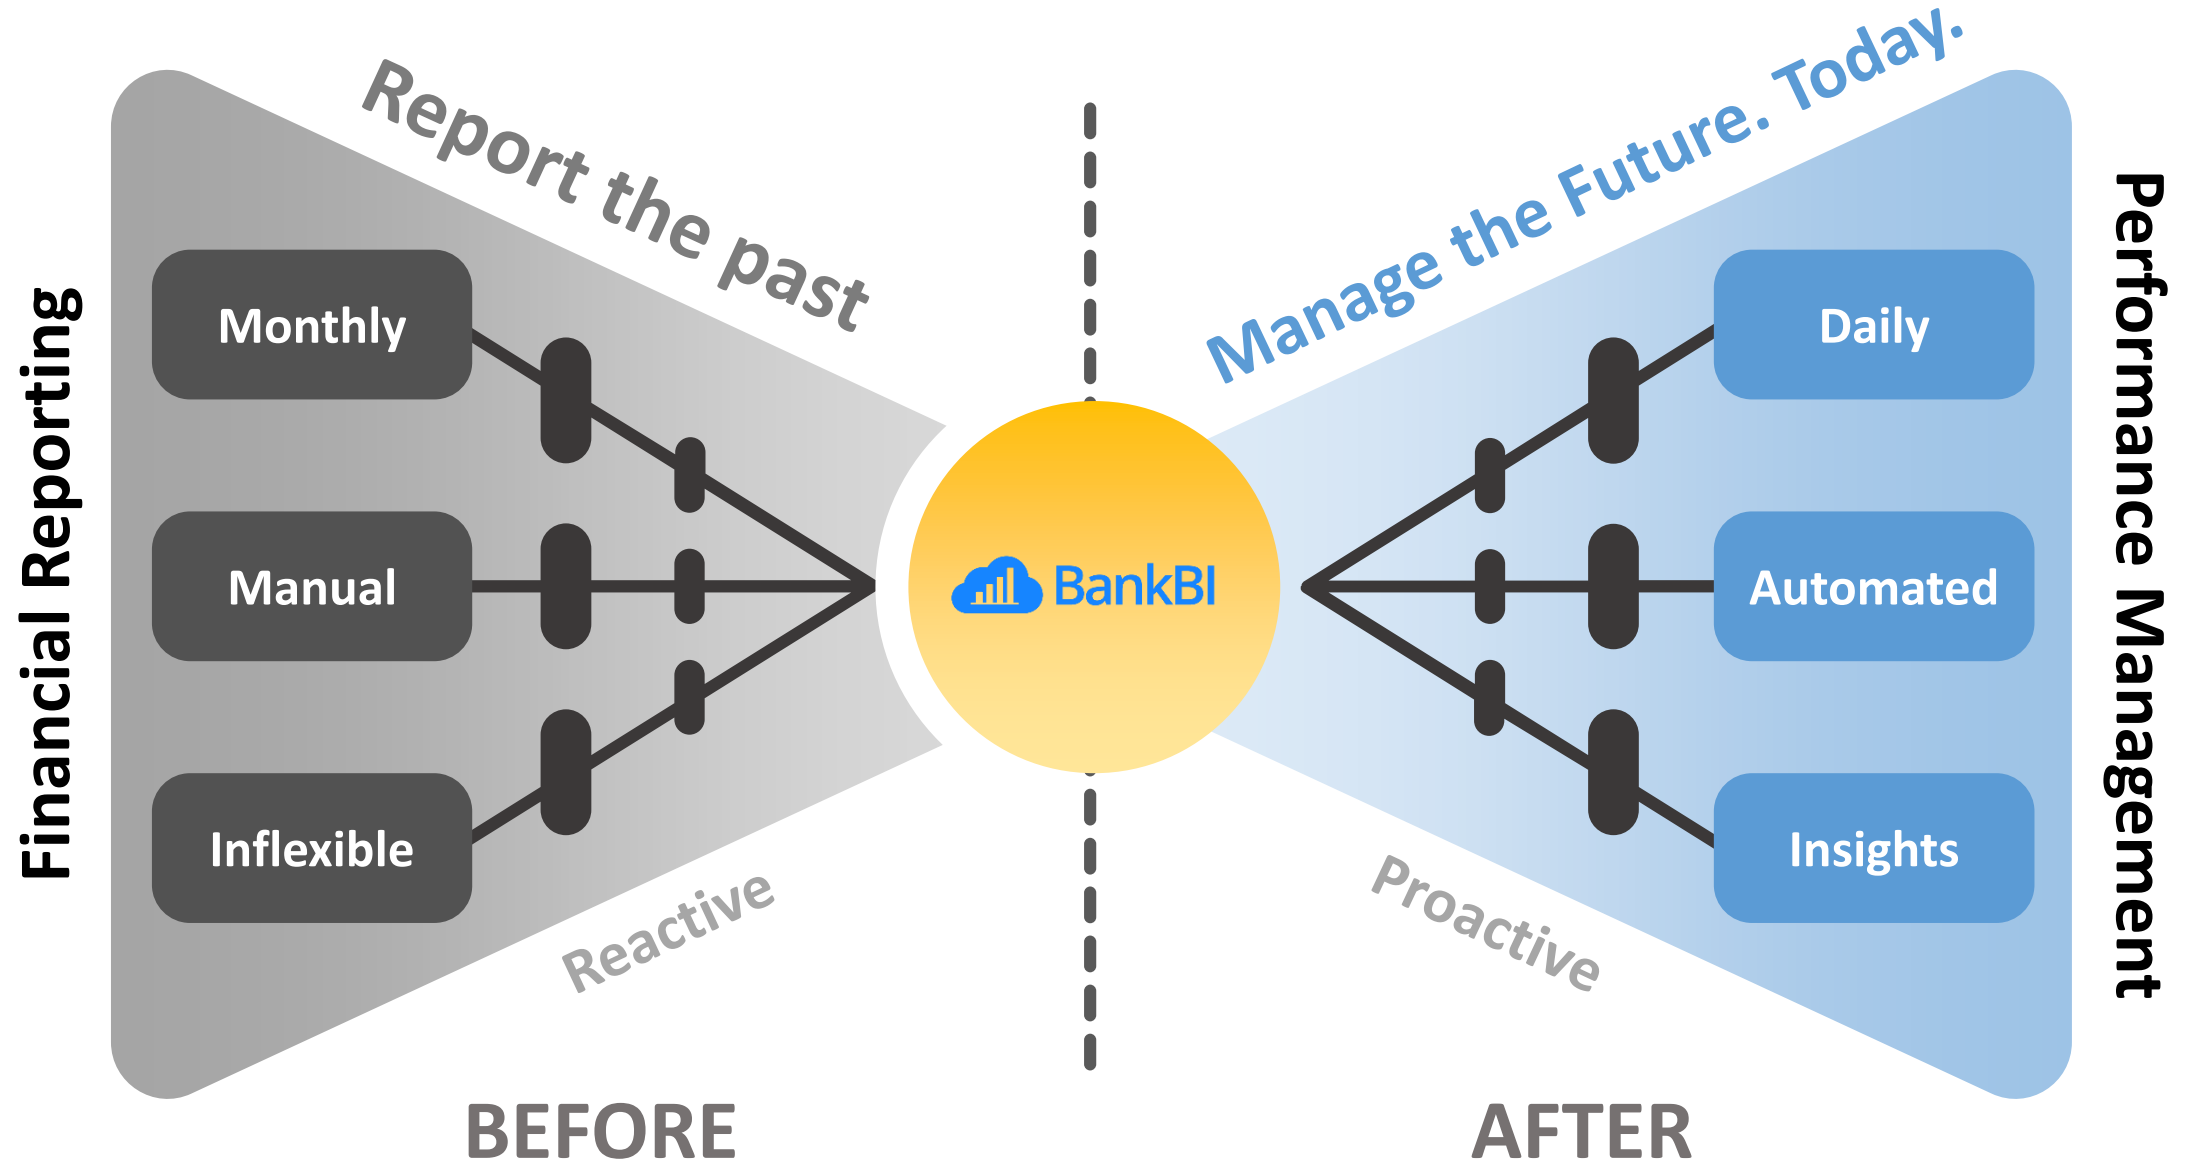 Financial Reporting
Report the past
Monthly
Manual
Inflexible
Reactive
BEFORE
BankBI
Manage the Future. Today.
Daily
Automated
Insights
Proactive
AFTER
Performance Management